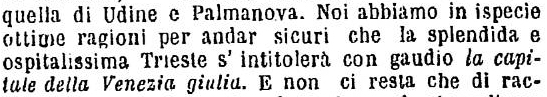 quella di Udine e Palmanova. Noi abbiamo in ispecie
ottime ragioni per andar sicuri che la splendida e
ospitalissima Trieste s' intitolerà con gaudio la capi-
tale della Venezia giulia. E non ci resta che di rac-